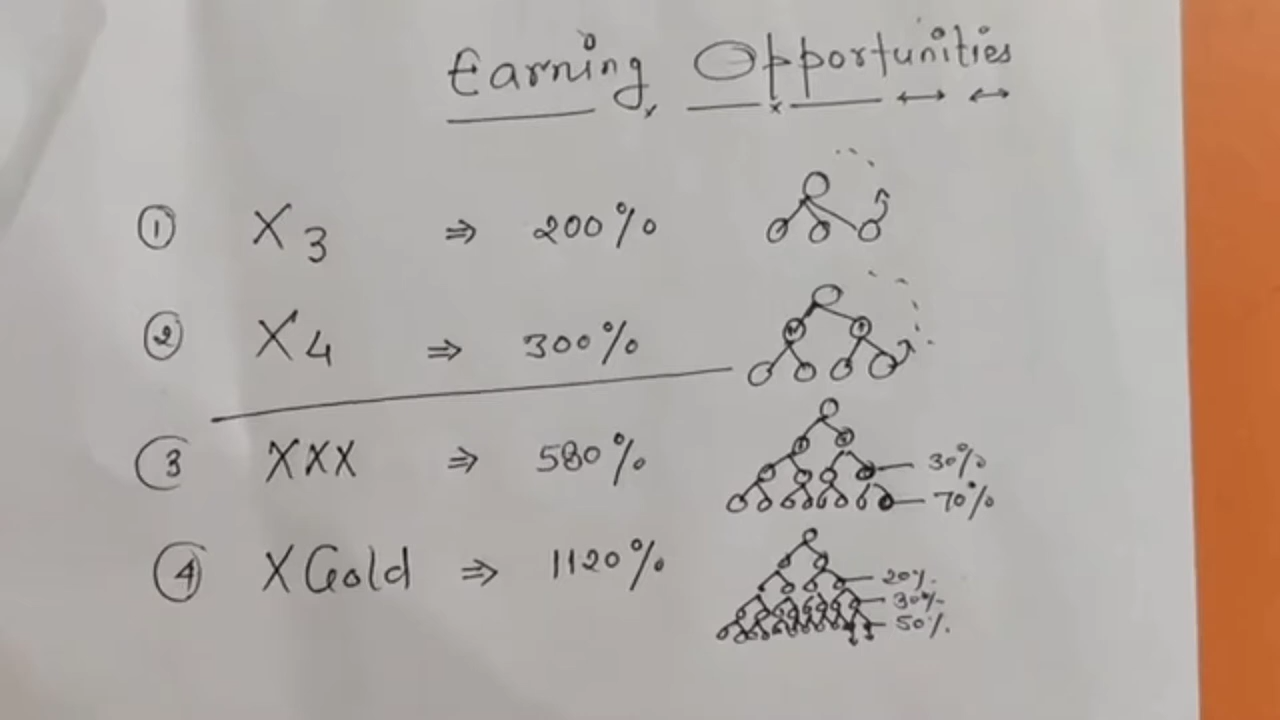 Earning Opportunities
① X3 ⇒ 200%
② X4 ⇒ 300%
③ XXX ⇒ 580% 30%
70%
④ XGold ⇒ 1120% 20%
30%
50%